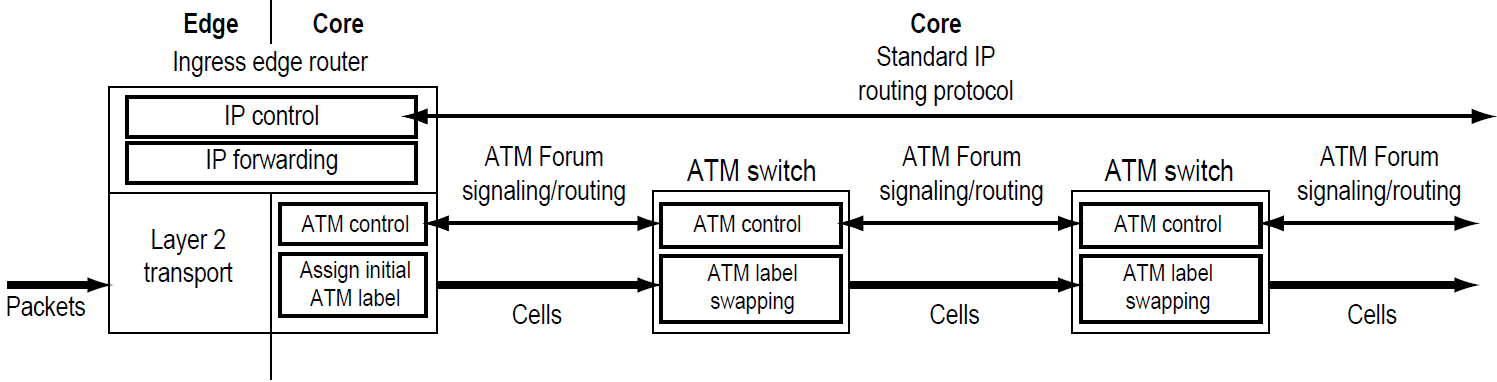 Edge
Core
Core
Ingress edge router
Standard IP
routing protocol
IP control
IP forwarding
ATM Forum
signaling/routing
ATM switch
ATM Forum
signaling/routing
ATM switch
ATM Forum
signaling/routing
ATM control
ATM control
ATM control
Layer 2
transport
Assign initial
ATM label
ATM label
swapping
ATM label
swapping
Packets
Cells
Cells
Cells